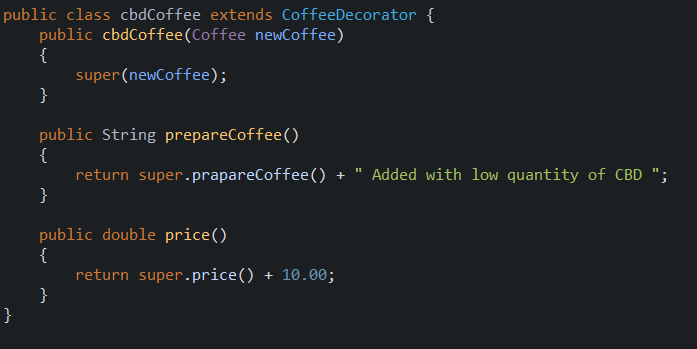 public class cbdCoffee extends CoffeeDecorator {
    public cbdCoffee(Coffee newCoffee)
    {
        super(newCoffee);
    }

    public String prepareCoffee()
    {
        return super.prapareCoffee() + " Added with low quantity of CBD ";
    }

    public double price()
    {
        return super.price() + 10.00;
    }
}